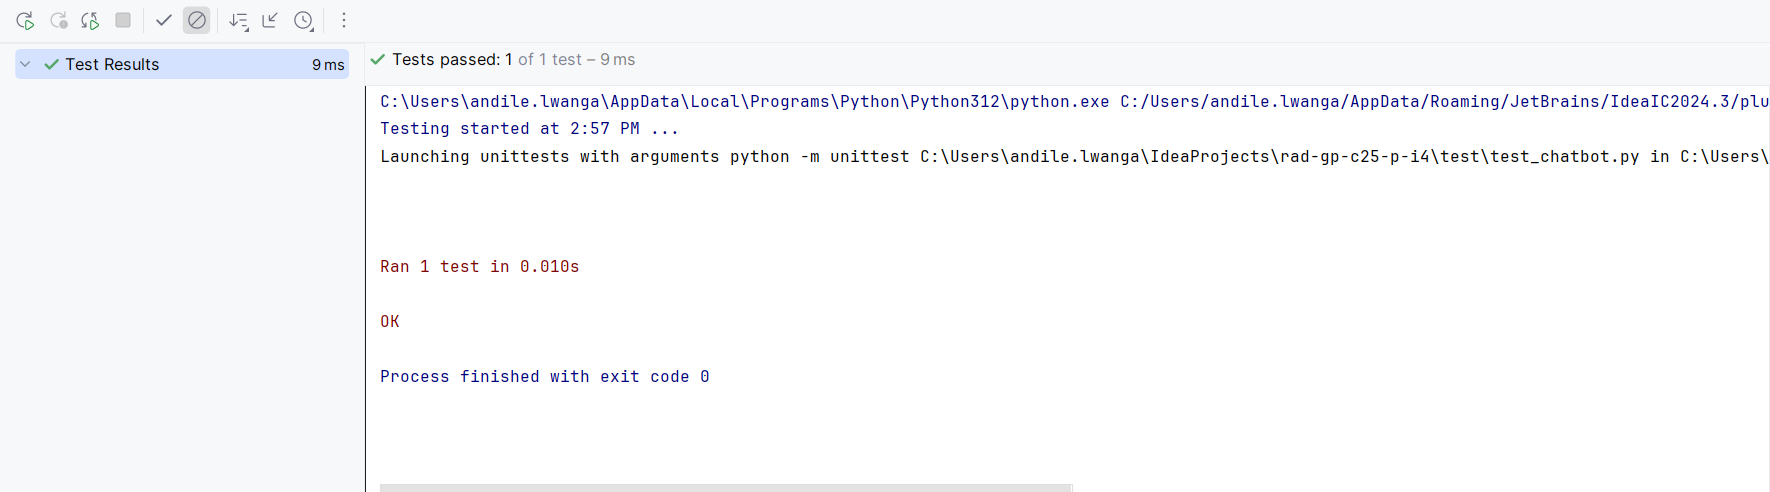 Test Results 9 ms
Tests passed: 1 of 1 test – 9 ms
C:\Users\andile.lwanga\AppData\Local\Programs\Python\Python312\python.exe C:/Users/andile.lwanga/AppData/Roaming/JetBrains/IdeaIC2024.3/plu
Testing started at 2:57 PM ...
Launching unittests with arguments python -m unittest C:\Users\andile.lwanga\IdeaProjects\rad-gp-c25-p-i4\test\test_chatbot.py in C:\Users\
Ran 1 test in 0.010s
OK
Process finished with exit code 0